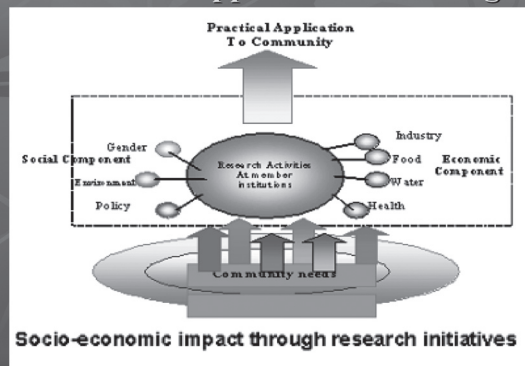 Practical Application
To Community
Gender
Industry
Social Component
Research Activities
At member
institutions
Food
Economic
Component
Environment
Water
Policy
Health
Community needs
Socio-economic impact through research initiatives